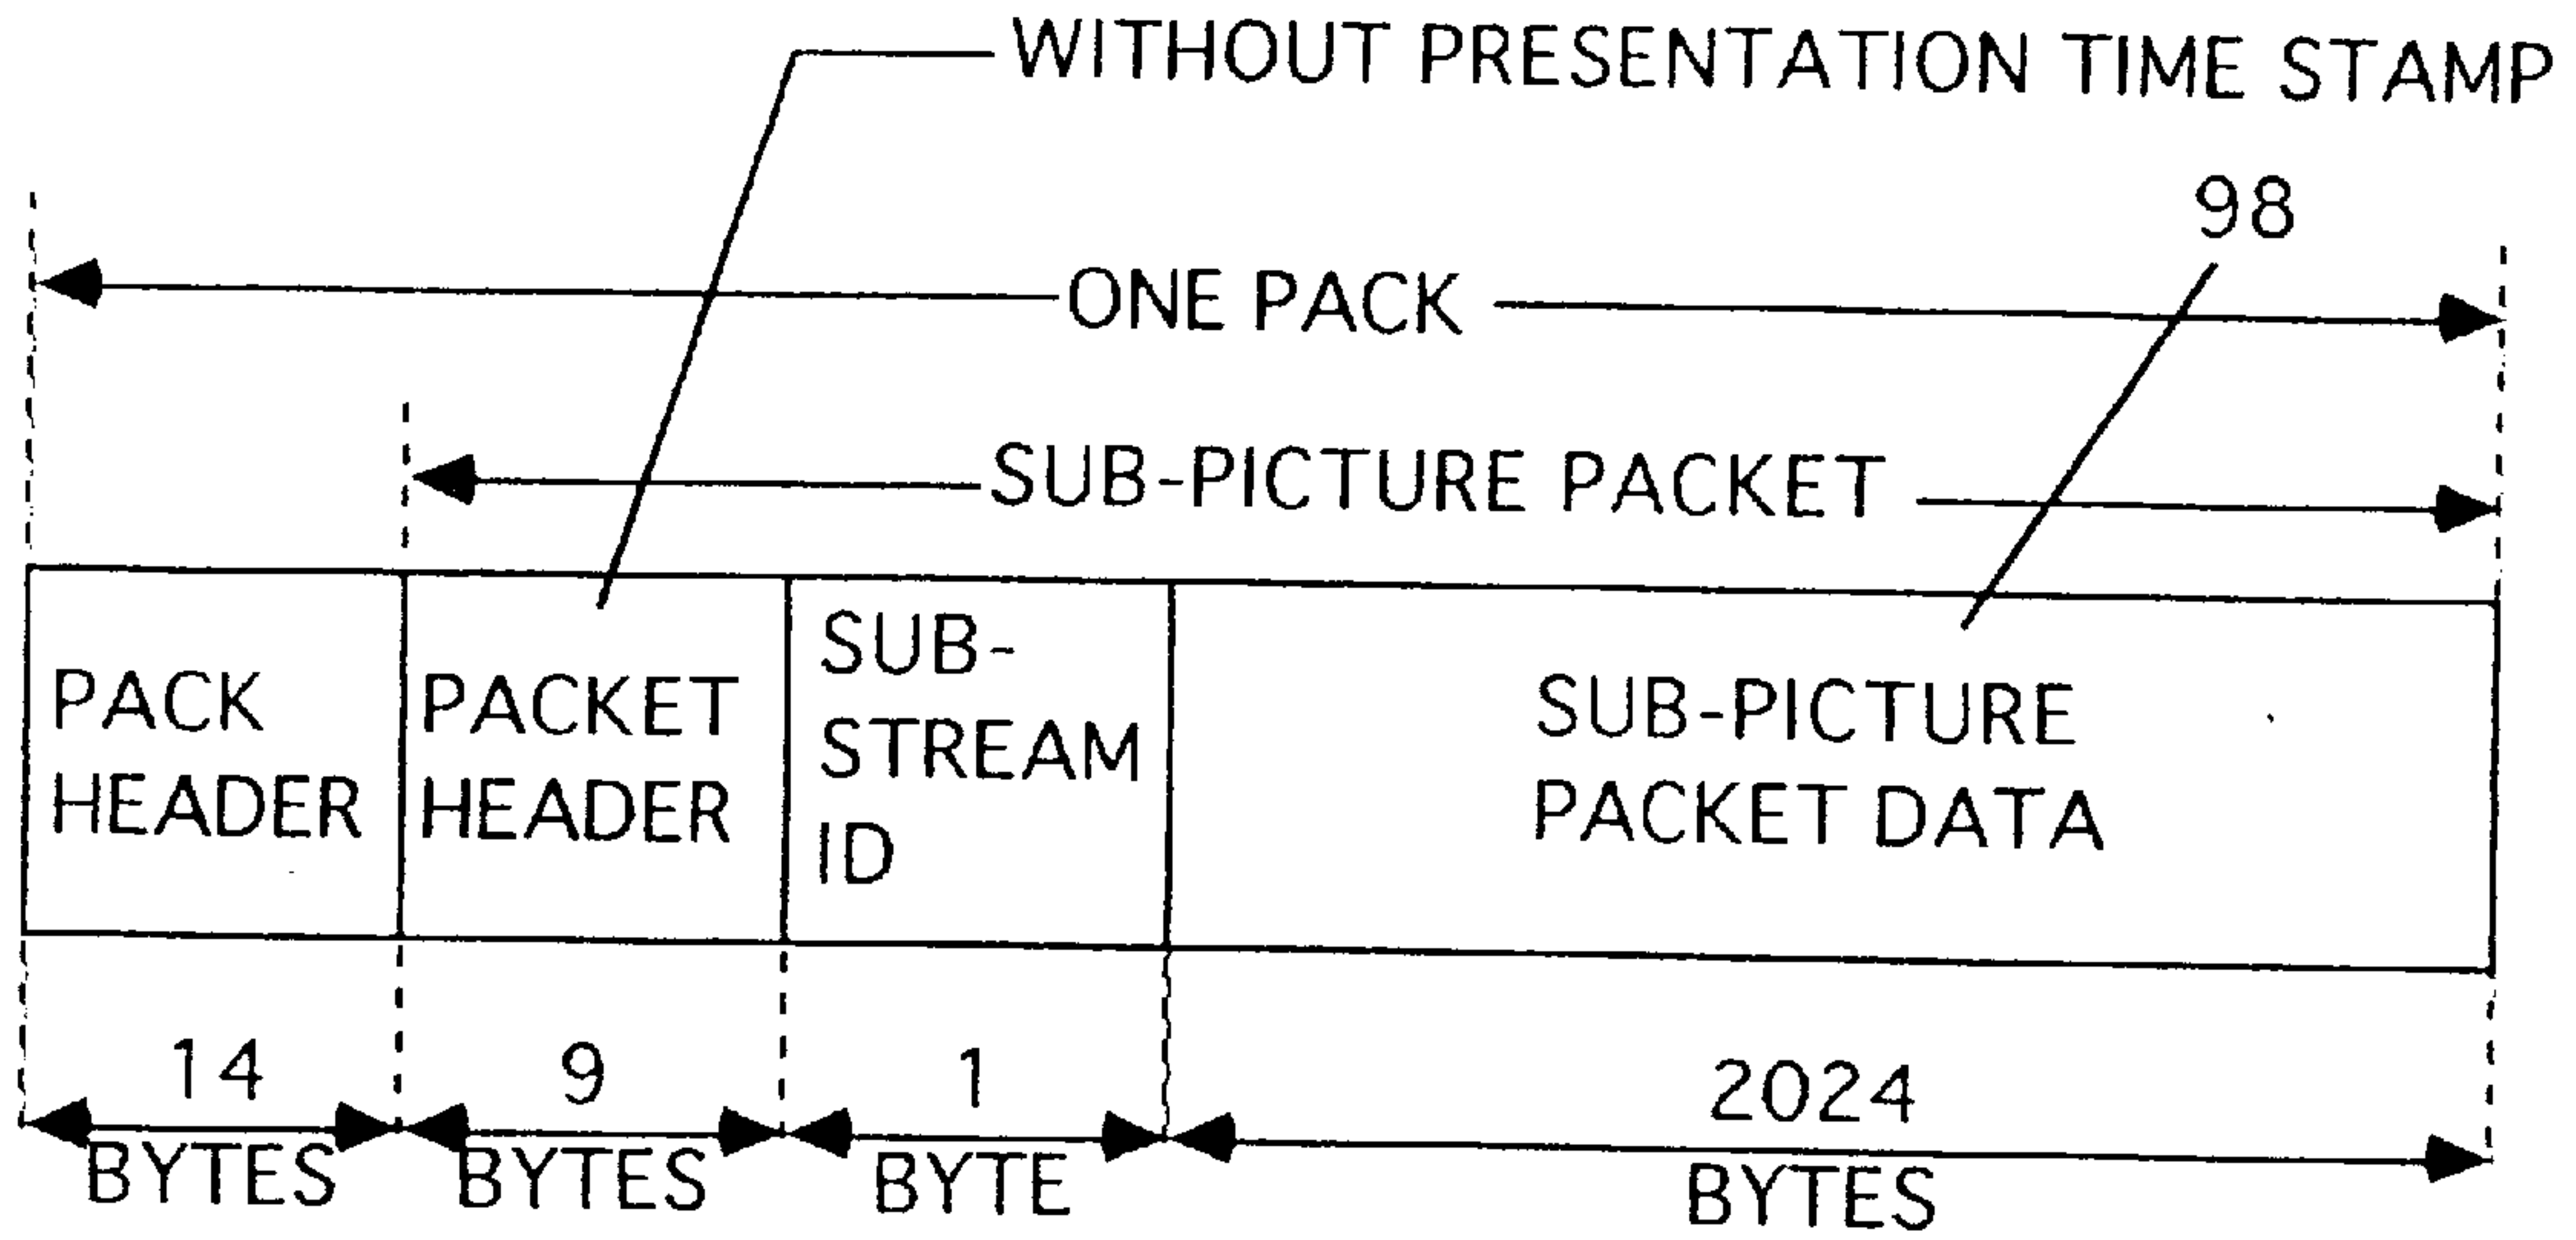 WITHOUT PRESENTATION TIME STAMP
98
ONE PACK
SUB-PICTURE PACKET
PACK
HEADER
PACKET
HEADER
SUB-
STREAM
ID
SUB-PICTURE
PACKET DATA
14
BYTES
9
BYTES
1
BYTE
2024
BYTES